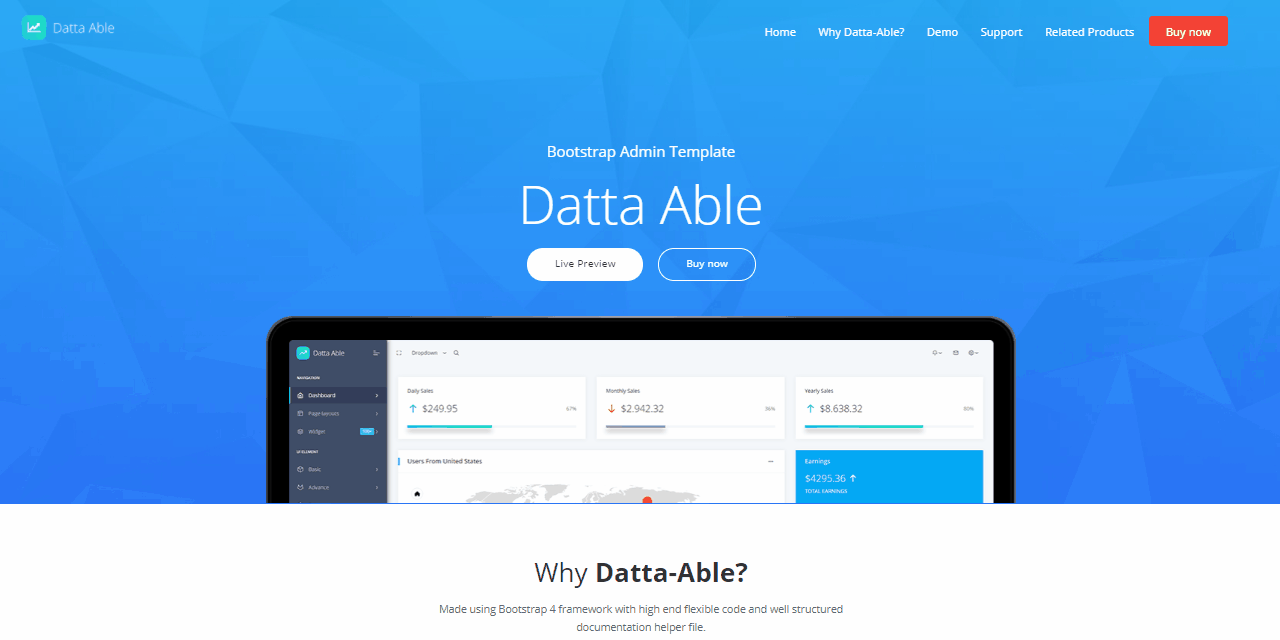 Datta Able
Home Why Datta-Able? Demo Support Related Products Buy now
Bootstrap Admin Template
Datta Able
Live Preview Buy now
Datta Able
Dropdown
NAVIGATION
Dashboard
Page layouts
Widget 100+
UI ELEMENT
Basic
Advance
Daily Sales
$249.95 67%
Monthly Sales
$2.942.32 36%
Yearly Sales
$8.638.32 80%
Users From United States
Earnings
$4295.36
TOTAL EARNINGS
Why Datta-Able?
Made using Bootstrap 4 framework with high end flexible code and well structured
documentation helper file.